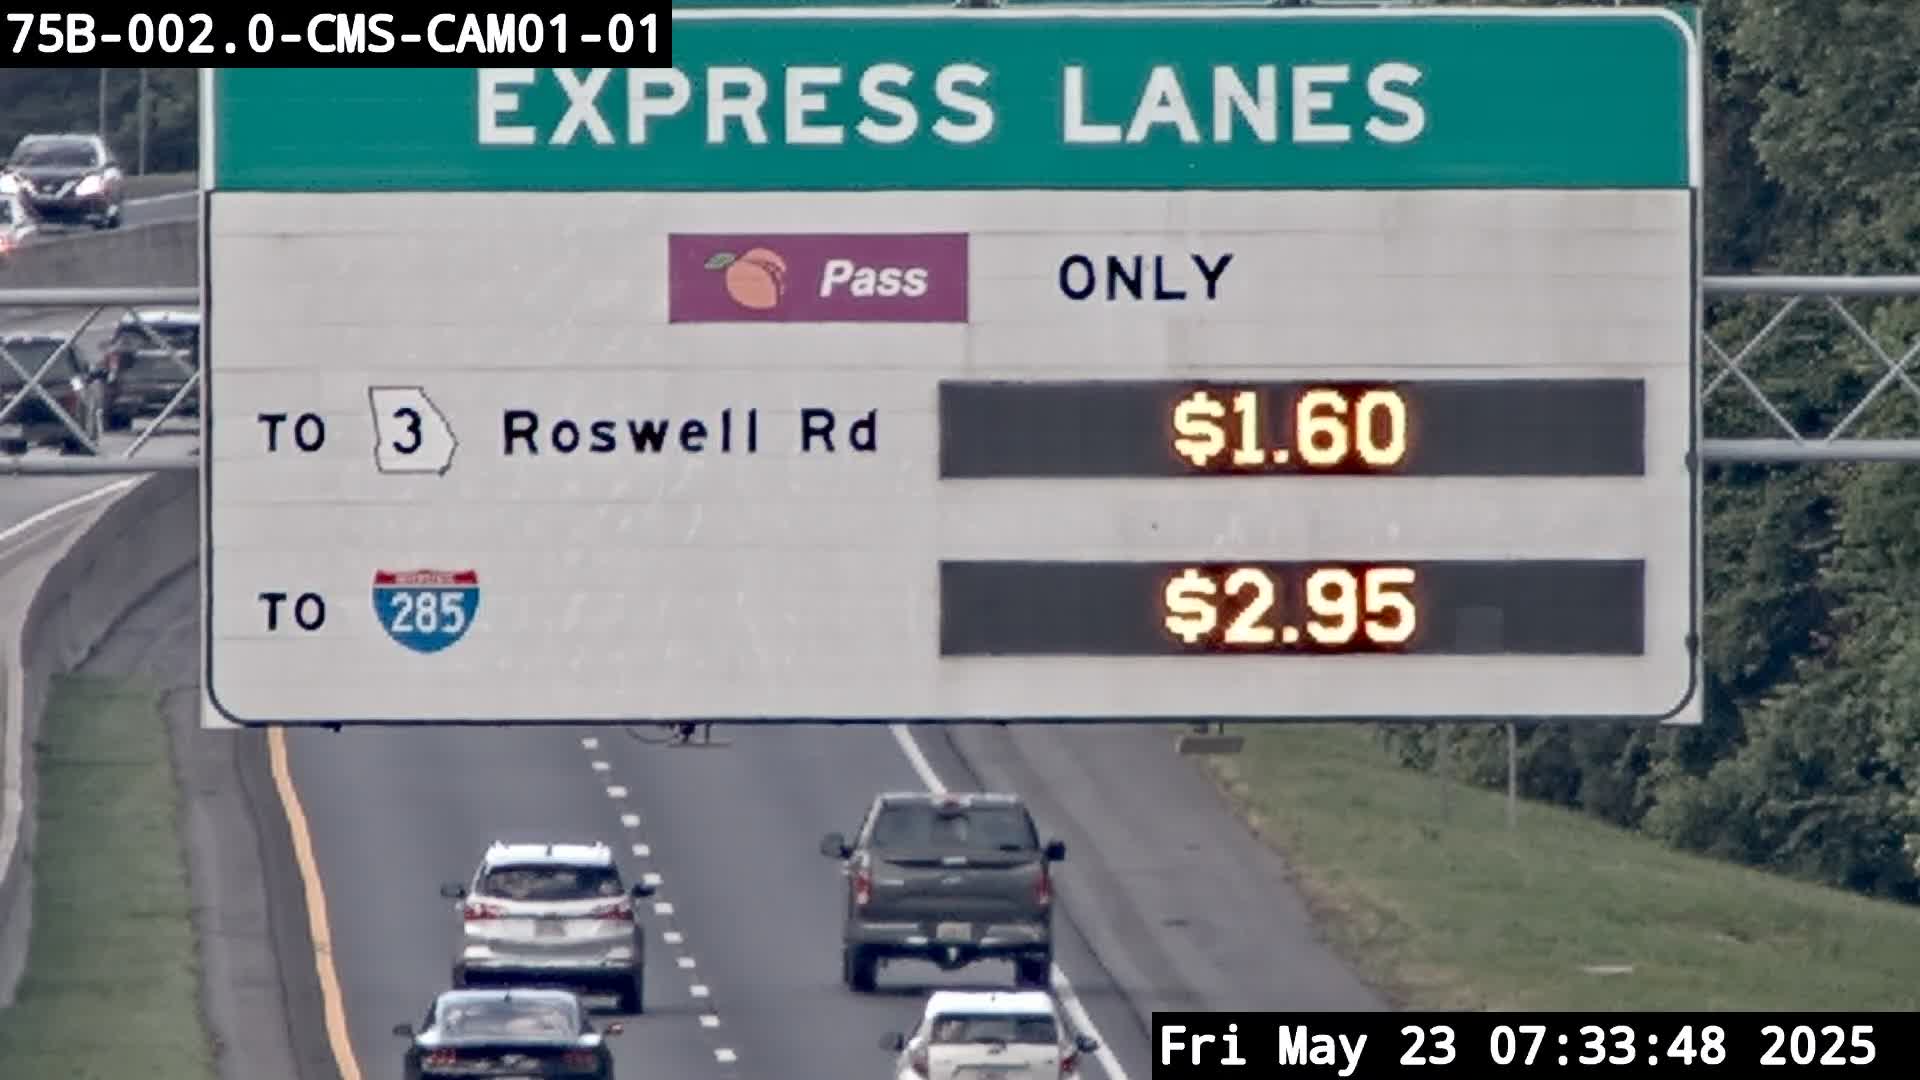 75B-002.0-CMS-CAM01-01
EXPRESS LANES
Pass ONLY
TO 3 Roswell Rd $1.60
TO 285 $2.95
Fri May 23 07:33:48 2025